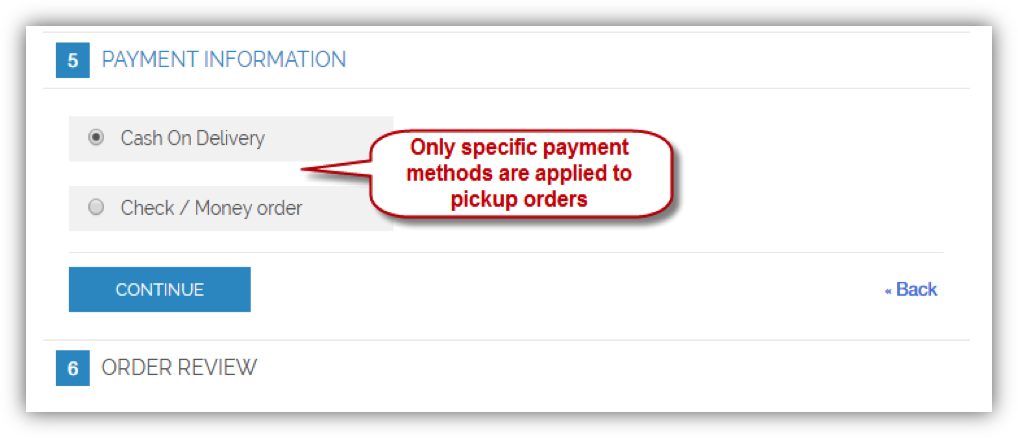 5 PAYMENT INFORMATION
Cash On Delivery
Only specific payment
methods are applied to
pickup orders
Check / Money order
CONTINUE
« Back
6 ORDER REVIEW